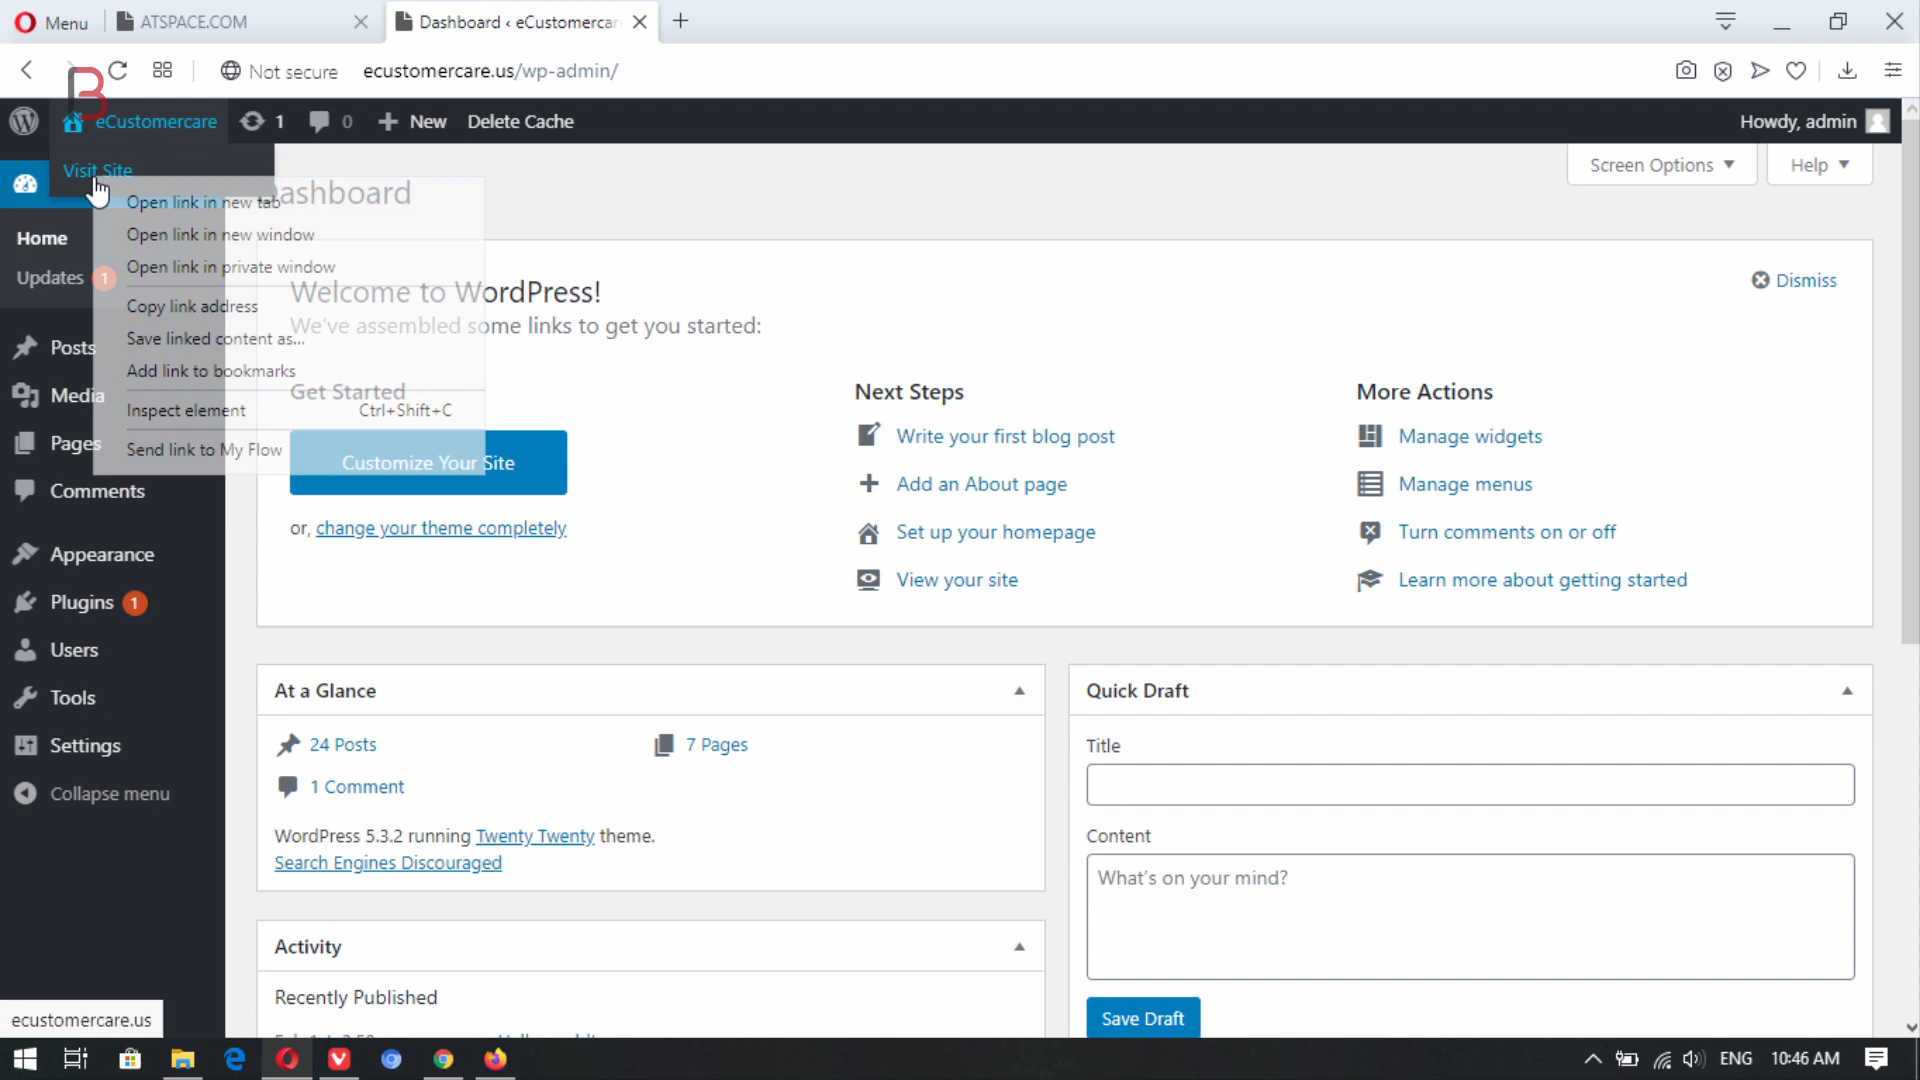 Menu
ATSPACE.COM
Dashboard ‹ eCustomercar
Not secure
ecustomercare.us/wp-admin/
eCustomercare
1
0
New
Delete Cache
Howdy, admin
Visit Site
Screen Options
Help
Dashboard
Open link in new tab
Open link in new window
Open link in private window
Copy link address
Save linked content as...
Add link to bookmarks
Inspect element
Ctrl+Shift+C
Send link to My Flow
Home
Updates 1
Posts
Media
Pages
Comments
Appearance
Plugins 1
Users
Tools
Settings
Collapse menu
Welcome to WordPress!
We've assembled some links to get you started:
Dismiss
Get Started
Customize Your Site
or, change your theme completely
Next Steps
Write your first blog post
Add an About page
Set up your homepage
View your site
More Actions
Manage widgets
Manage menus
Turn comments on or off
Learn more about getting started
At a Glance
24 Posts
7 Pages
1 Comment
WordPress 5.3.2 running Twenty Twenty theme.
Search Engines Discouraged
Activity
Recently Published
Quick Draft
Title
Content
What's on your mind?
Save Draft
ecustomercare.us
ENG
10:46 AM